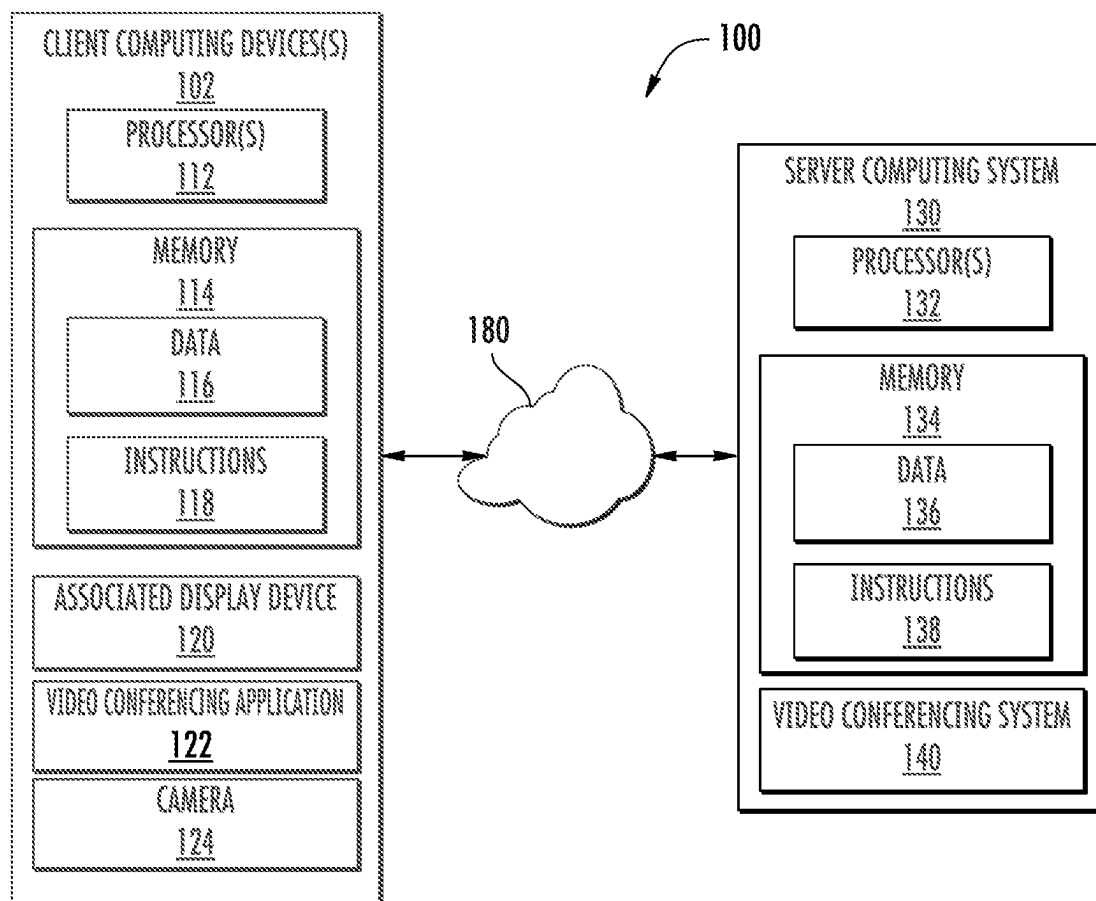 100
CLIENT COMPUTING DEVICES(S)
102
PROCESSOR(S)
112
MEMORY
114
DATA
116
INSTRUCTIONS
118
ASSOCIATED DISPLAY DEVICE
120
VIDEO CONFERENCING APPLICATION
122
CAMERA
124
180
SERVER COMPUTING SYSTEM
130
PROCESSOR(S)
132
MEMORY
134
DATA
136
INSTRUCTIONS
138
VIDEO CONFERENCING SYSTEM
140